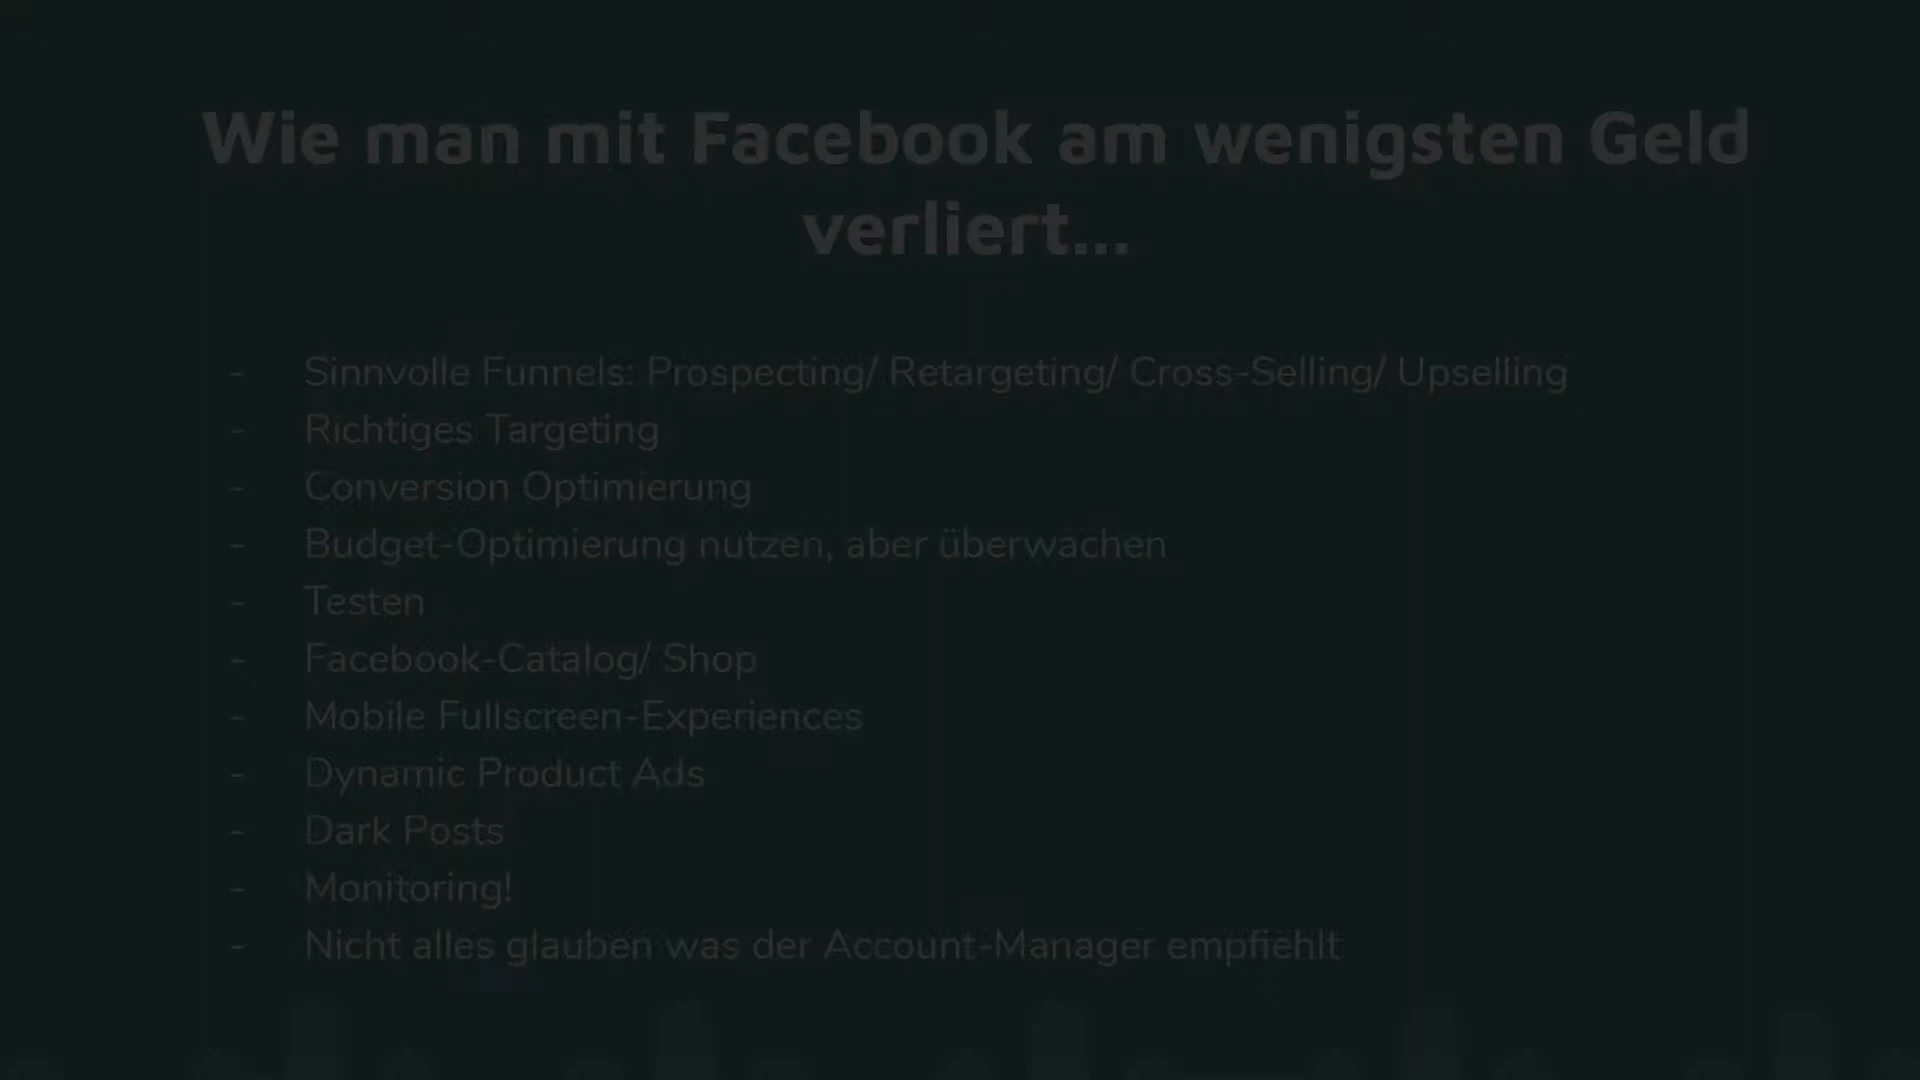 Wie man mit Facebook am wenigsten Geld
verliert...
- Sinnvolle Funnels: Prospecting/ Retargeting/ Cross-Selling/ Upselling
- Richtiges Targeting
- Conversion Optimierung
- Budget-Optimierung nutzen, aber überwachen
- Testen
- Facebook-Catalog/ Shop
- Mobile Fullscreen-Experiences
- Dynamic Product Ads
- Dark Posts
- Monitoring!
- Nicht alles glauben was der Account-Manager empfiehlt